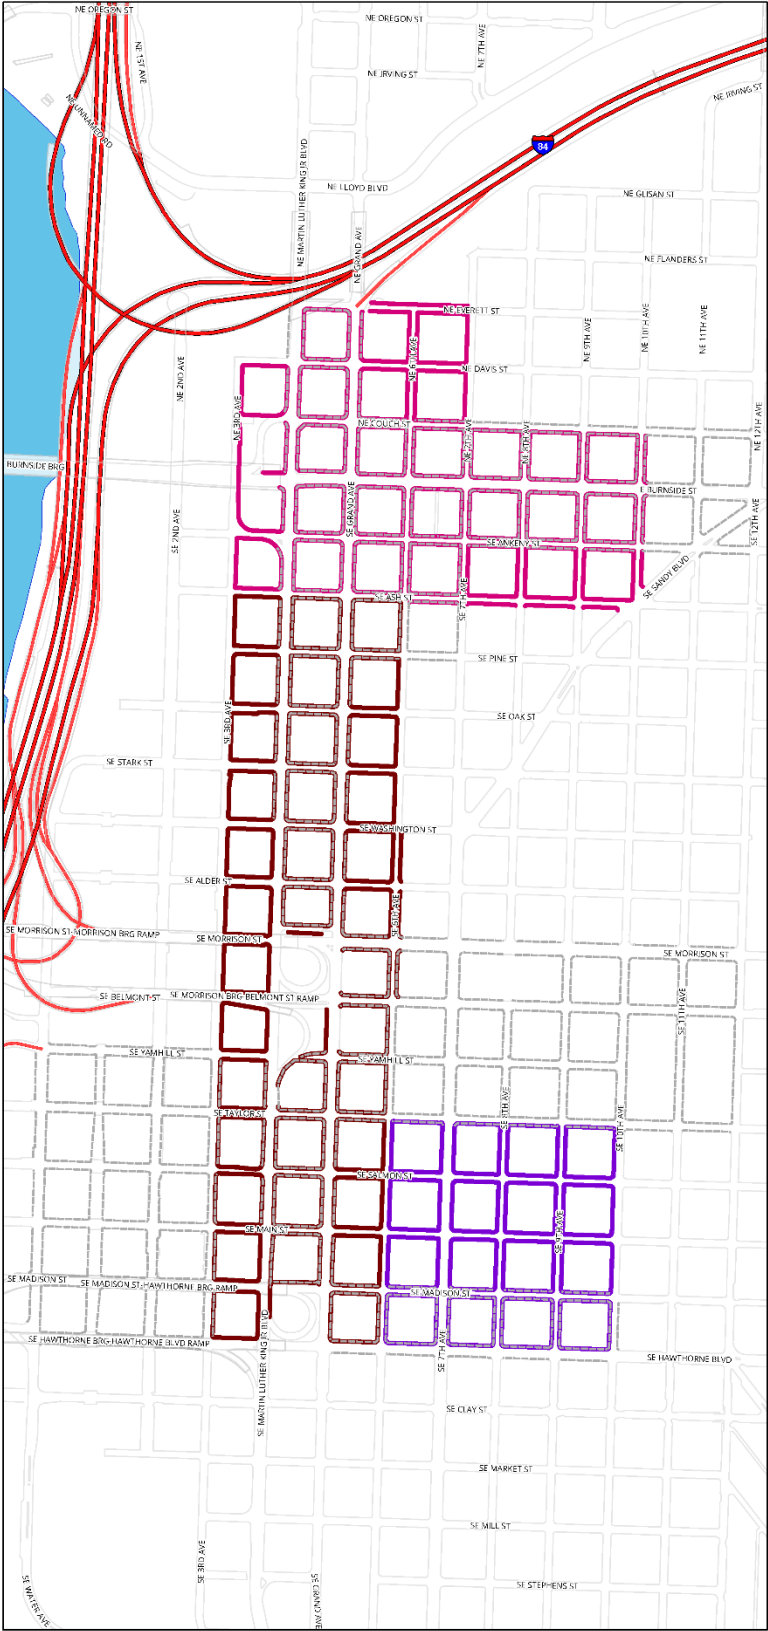 NE OREGON ST
NE OREGON ST
NE 1ST AVE
NE 7TH AVE
NE IRVING ST
NE IRVING ST
NE UNNAMED RD
84
NE MARTIN LUTHER KING JR BLVD
NE LLOYD BLVD
NE GLISAN ST
NE GRAND AVE
NE FLANDERS ST
NE EVERETT ST
NE 9TH AVE
NE 10TH AVE
NE 11TH AVE
NE 6TH AVE
NE 2ND AVE
NE DAVIS ST
NE 3RD AVE
NE COUCH ST
NE 7TH AVE
NE 8TH AVE
NE 12TH AVE
BURNSIDE BRG
E BURNSIDE ST
SE GRAND AVE
SE 2ND AVE
SE 12TH AVE
SE ANKENY ST
SE SANDY BLVD
SE ASH ST
SE 7TH AVE
SE PINE ST
SE 3RD AVE
SE OAK ST
SE STARK ST
SE WASHINGTON ST
SE ALDER ST
SE 6TH AVE
SE MORRISON ST-MORRISON BRG RAMP
SE MORRISON ST
SE MORRISON ST
SE BELMONT ST
SE MORRISON BRG-BELMONT ST RAMP
SE 11TH AVE
SE YAMHILL ST
SE YAMHILL ST
SE TAYLOR ST
SE 8TH AVE
SE 10TH AVE
SE SALMON ST
SE MAIN ST
SE 9TH AVE
SE MADISON ST
SE MADISON ST-HAWTHORNE BRG RAMP
SE MADISON ST
SE HAWTHORNE BRG-HAWTHORNE BLVD RAMP
SE MARTIN LUTHER KING JR BLVD
SE 7TH AVE
SE HAWTHORNE BLVD
SE CLAY ST
SE MARKET ST
SE MILL ST
SE 3RD AVE
SE WATER AVE
SE GRAND AVE
SE STEPHENS ST